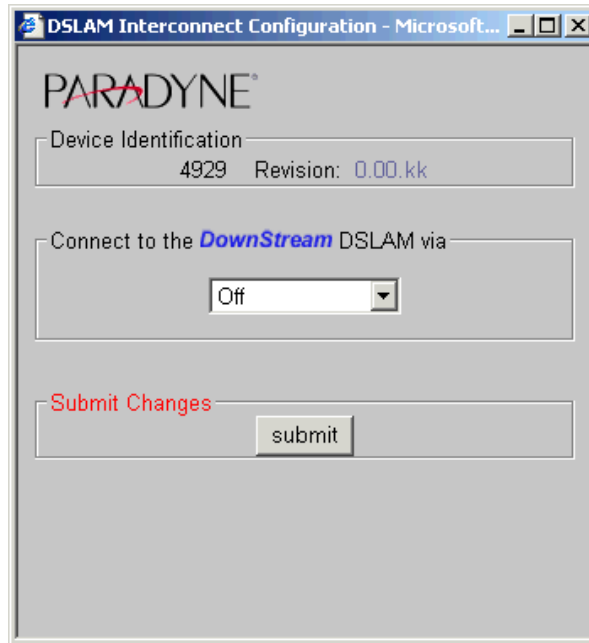 DSLAM Interconnect Configuration - Microsoft...
PARADYNE®
Device Identification
4929 Revision: 0.00.kk
Connect to the DownStream DSLAM via
Off
Submit Changes
submit